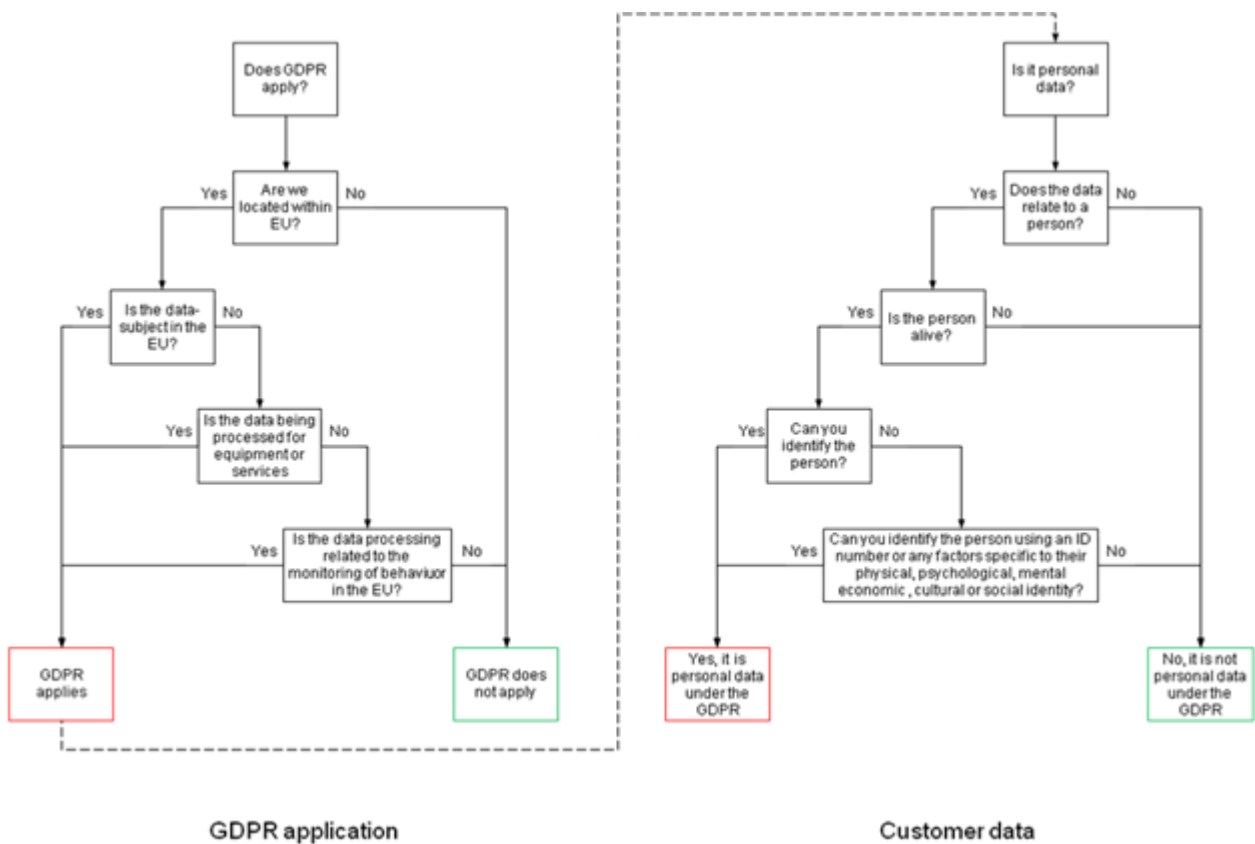 Does GDPR
apply?
Yes
Are we
located within
EU?
No
Yes
Is the data-
subject in the
EU?
No
Yes
Is the data being
processed for
equipment or
services
No
Yes
Is the data processing
related to the
monitoring of behaviuor
in the EU?
No
GDPR
applies
GDPR does
not apply
GDPR application
Is it personal
data?
Yes
Does the data
relate to a
person?
No
Yes
Is the person
alive?
No
Yes
Can you
identify the
person?
No
Yes
Can you identify the person using an ID
number or any factors specific to their
physical, psychological, mental
economic , cultural or social identity?
No
Yes, it is
personal data
under the
GDPR
No, it is not
personal data
under the
GDPR
Customer data